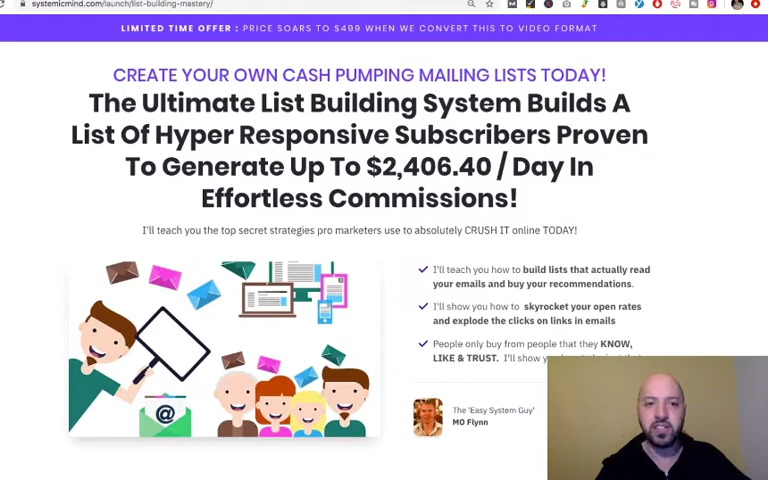 systemicmind.com/launch/list-building-mastery/
LIMITED TIME OFFER : PRICE SOARS TO $499 WHEN WE CONVERT THIS TO VIDEO FORMAT
CREATE YOUR OWN CASH PUMPING MAILING LISTS TODAY!
The Ultimate List Building System Builds A
List Of Hyper Responsive Subscribers Proven
To Generate Up To $2,406.40 / Day In
Effortless Commissions!
I'll teach you the top secret strategies pro marketers use to absolutely CRUSH IT online TODAY!
I'll teach you how to build lists that actually read
your emails and buy your recommendations.
I'll show you how to skyrocket your open rates
and explode the clicks on links in emails
People only buy from people that they KNOW,
LIKE & TRUST. I'll show
@
The 'Easy System Guy'
MO Flynn